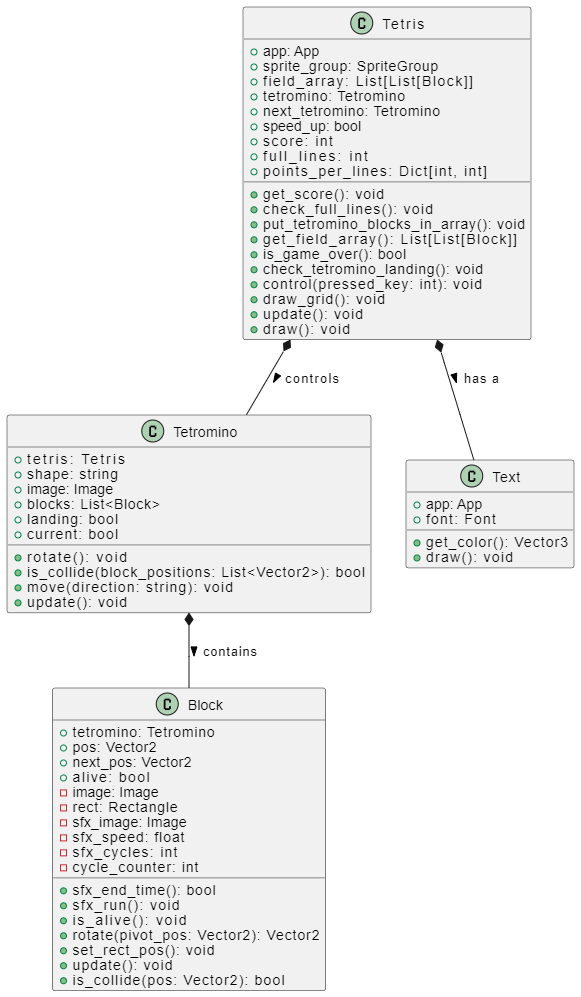 C Tetris
app: App
sprite_group: SpriteGroup
field_array: List[List[Block]]
tetromino: Tetromino
next_tetromino: Tetromino
speed_up: bool
score: int
full_lines: int
points_per_lines: Dict[int, int]
get_score(): void
check_full_lines(): void
put_tetromino_blocks_in_array(): void
get_field_array(): List[List[Block]]
is_game_over(): bool
check_tetromino_landing(): void
control(pressed_key: int): void
draw_grid(): void
update(): void
draw(): void
controls
has a
C Tetromino
tetris: Tetris
shape: string
image: Image
blocks: List<Block>
landing: bool
current: bool
rotate(): void
is_collide(block_positions: List<Vector2>): bool
move(direction: string): void
update(): void
C Text
app: App
font: Font
get_color(): Vector3
draw(): void
contains
C Block
tetromino: Tetromino
pos: Vector2
next_pos: Vector2
alive: bool
image: Image
rect: Rectangle
sfx_image: Image
sfx_speed: float
sfx_cycles: int
cycle_counter: int
sfx_end_time(): bool
sfx_run(): void
is_alive(): void
rotate(pivot_pos: Vector2): Vector2
set_rect_pos(): void
update(): void
is_collide(pos: Vector2): bool